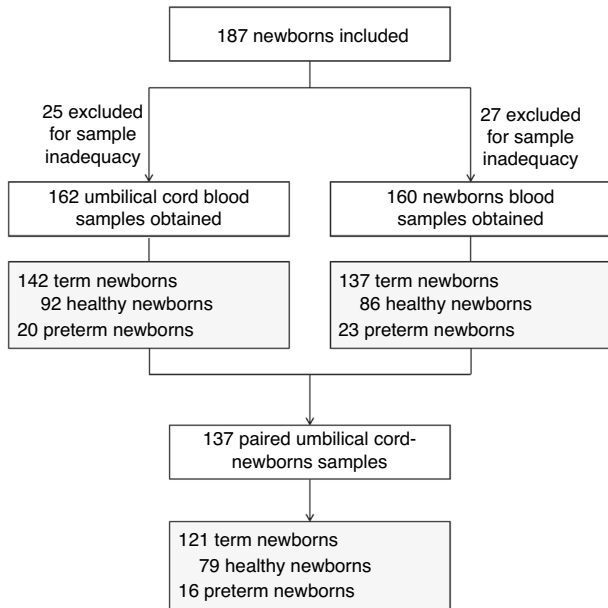 187 newborns included
25 excluded
for sample
inadequacy
27 excluded
for sample
inadequacy
162 umbilical cord blood
samples obtained
160 newborns blood
samples obtained
142 term newborns
92 healthy newborns
20 preterm newborns
137 term newborns
86 healthy newborns
23 preterm newborns
137 paired umbilical cord-
newborns samples
121 term newborns
79 healthy newborns
16 preterm newborns